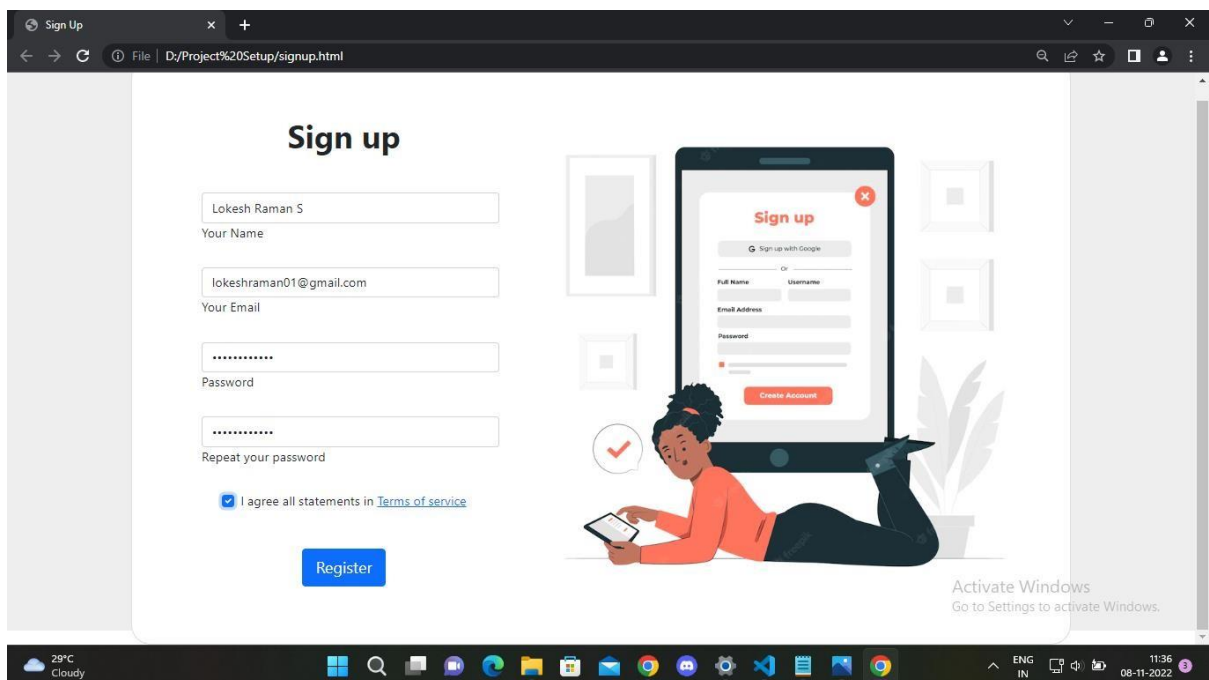 Sign Up
File D:/Project%20Setup/signup.html
Sign up
Lokesh Raman S
Your Name
lokeshraman01@gmail.com
Your Email
••••••••••••
Password
••••••••••••
Repeat your password
I agree all statements in Terms of service
Register
Sign up
G Sign up with Google
Or
Full Name Username
Email Address
Password
Create Account
Activate Windows
Go to Settings to activate Windows.
29°C
Cloudy
ENG
IN
11:36
08-11-2022
3